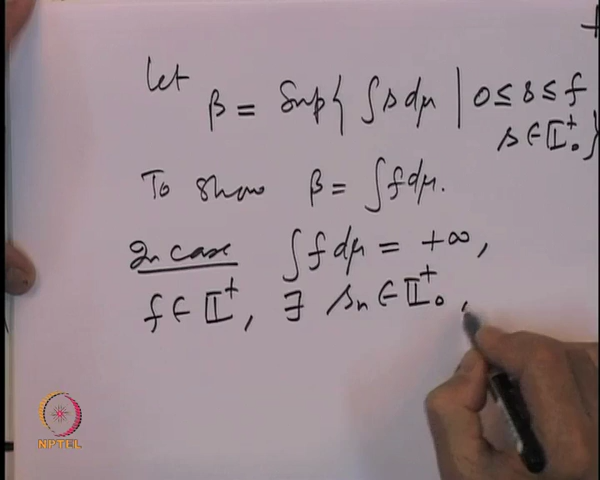 let
β = Sup{ ∫s dμ | 0 ≤ s ≤ f
s ∈ 𝕃₀⁺ }
To show β = ∫f dμ.
In case ∫f dμ = +∞,
f ∈ 𝕃⁺, ∃ sₙ ∈ 𝕃₀⁺,
NPTEL